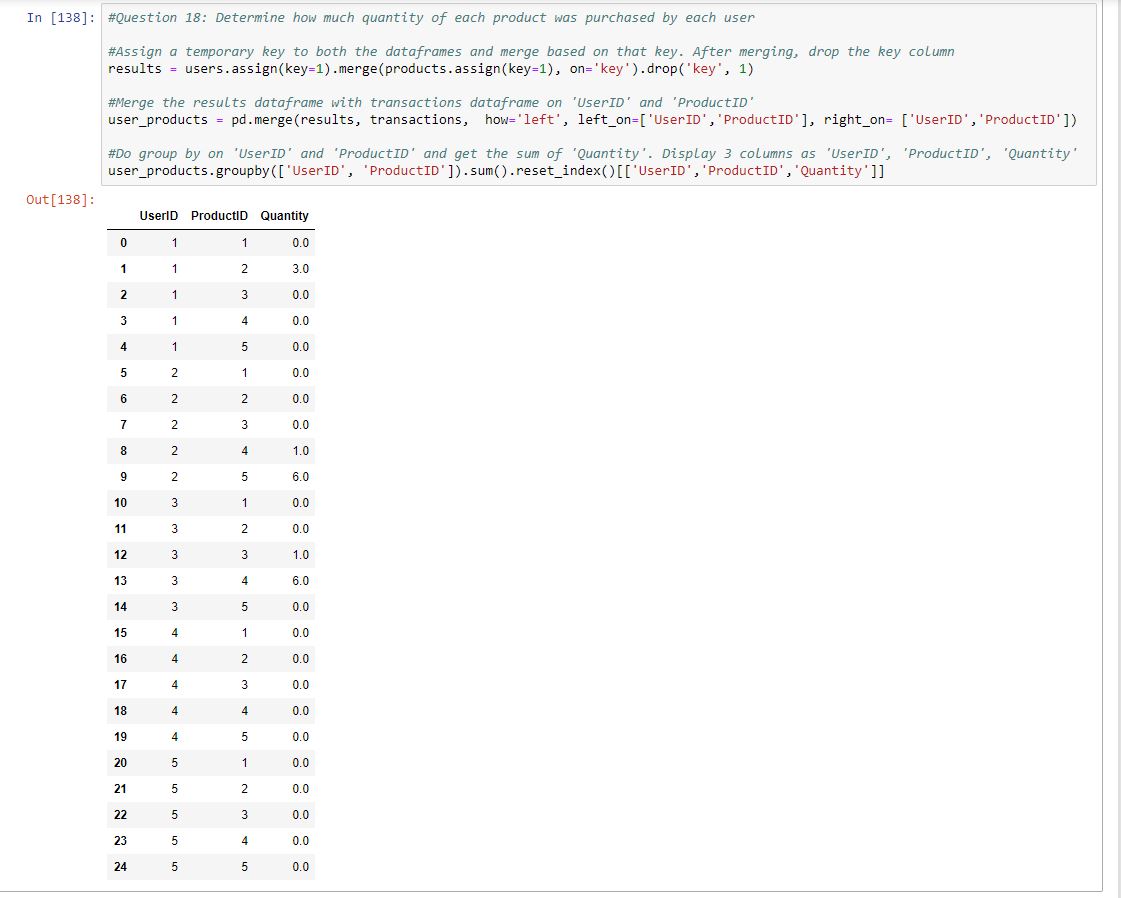 In [138]: #Question 18: Determine how much quantity of each product was purchased by each user
#Assign a temporary key to both the dataframes and merge based on that key. After merging, drop the key column
results = users.assign(key=1).merge(products.assign(key=1), on='key').drop('key', 1)
#Merge the results dataframe with transactions dataframe on 'UserID' and 'ProductID'
user_products = pd.merge(results, transactions,  how='left', left_on=['UserID','ProductID'], right_on= ['UserID','ProductID'])
#Do group by on 'UserID' and 'ProductID' and get the sum of 'Quantity'. Display 3 columns as 'UserID', 'ProductID', 'Quantity'
user_products.groupby(['UserID', 'ProductID']).sum().reset_index()[['UserID','ProductID','Quantity']]
Out[138]:
UserID ProductID Quantity
0 1 1 0.0
1 1 2 3.0
2 1 3 0.0
3 1 4 0.0
4 1 5 0.0
5 2 1 0.0
6 2 2 0.0
7 2 3 0.0
8 2 4 1.0
9 2 5 6.0
10 3 1 0.0
11 3 2 0.0
12 3 3 1.0
13 3 4 6.0
14 3 5 0.0
15 4 1 0.0
16 4 2 0.0
17 4 3 0.0
18 4 4 0.0
19 4 5 0.0
20 5 1 0.0
21 5 2 0.0
22 5 3 0.0
23 5 4 0.0
24 5 5 0.0